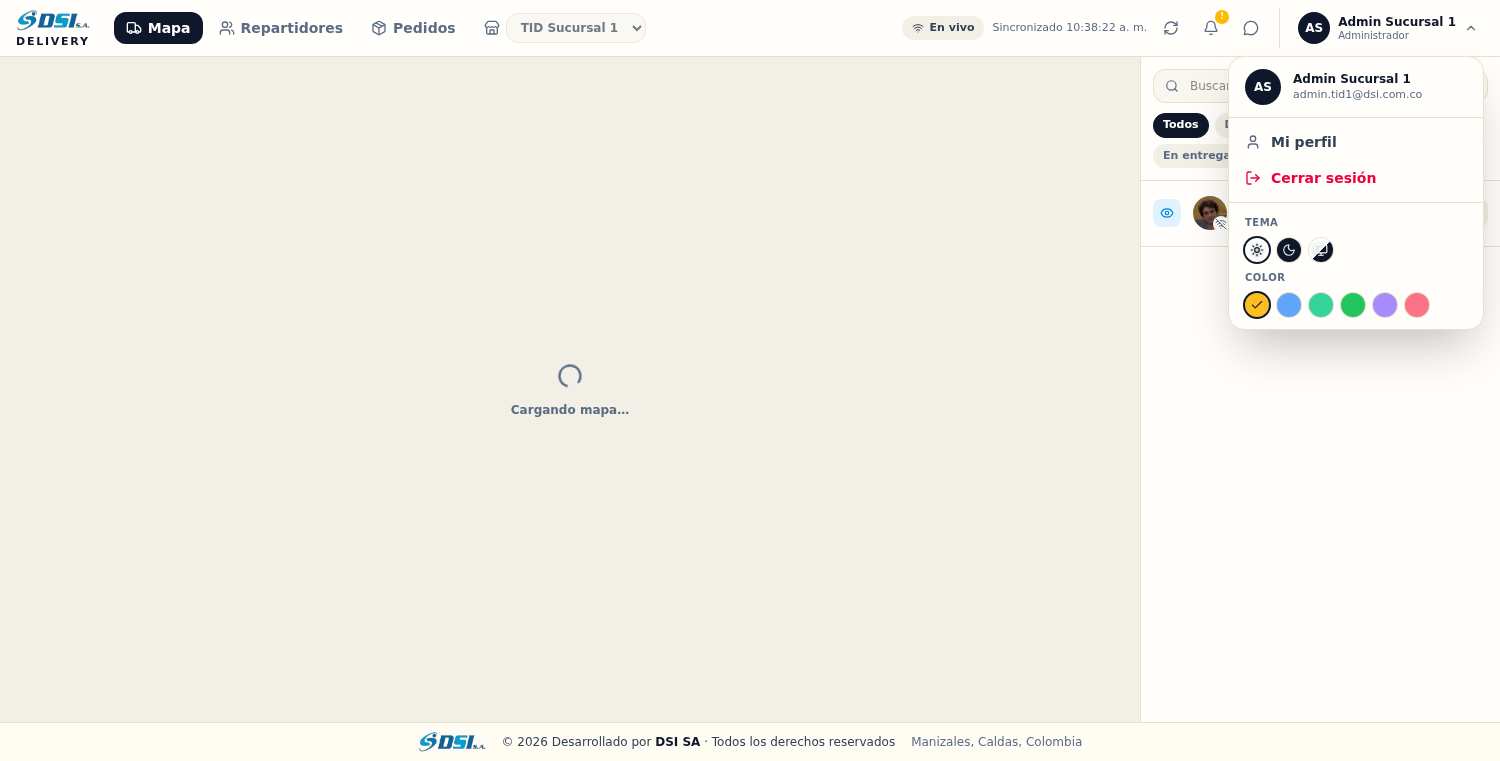 DSI S.A.
DELIVERY
Mapa
Repartidores
Pedidos
TID Sucursal 1
En vivo
Sincronizado 10:38:22 a. m.
!
AS
Admin Sucursal 1
Administrador
Buscar
Todos
En entrega
AS
Admin Sucursal 1
admin.tid1@dsi.com.co
Mi perfil
Cerrar sesión
TEMA
COLOR
Cargando mapa...
DSI S.A.
© 2026 Desarrollado por DSI SA · Todos los derechos reservados
Manizales, Caldas, Colombia